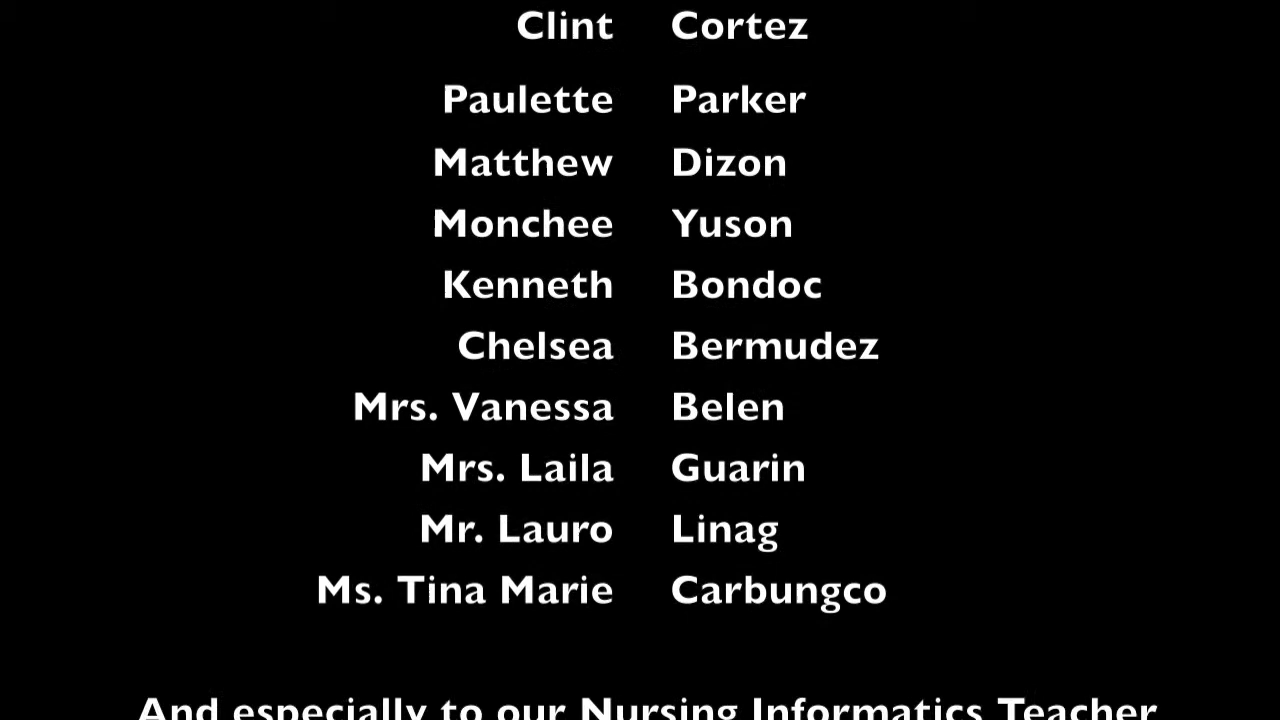 Clint Cortez
Paulette Parker
Matthew Dizon
Monchee Yuson
Kenneth Bondoc
Chelsea Bermudez
Mrs. Vanessa Belen
Mrs. Laila Guarin
Mr. Lauro Linag
Ms. Tina Marie Carbungco
And especially to our Nursing Informatics Teacher